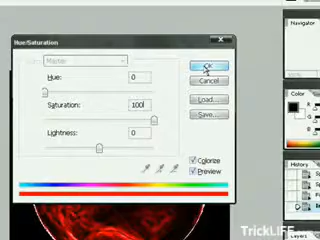 Hue/Saturation
Master
Hue: 0
OK
Cancel
Saturation: 100
Load...
Save...
Lightness: 0
Colorize
Preview
Navigator
Color
History
TrickLIFE
Layers